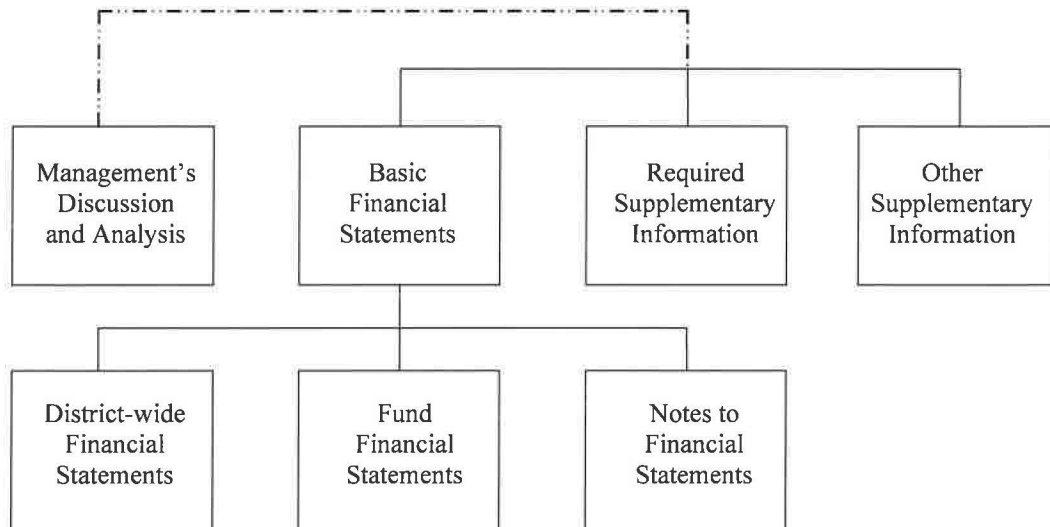 Management's
Discussion
and Analysis
Basic
Financial
Statements
Required
Supplementary
Information
Other
Supplementary
Information
District-wide
Financial
Statements
Fund
Financial
Statements
Notes to
Financial
Statements